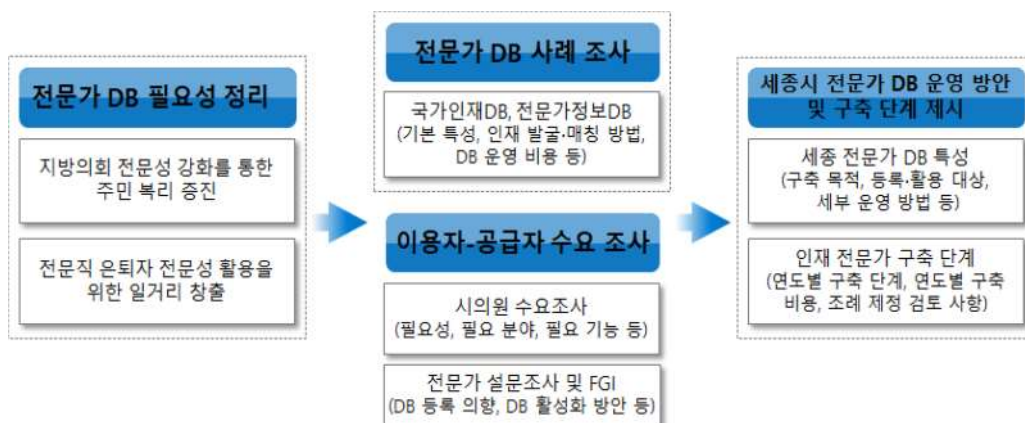 전문가 DB 필요성 정리
지방의회 전문성 강화를 통한
주민 복리 증진
전문직 은퇴자 전문성 활용을
위한 일거리 창출
전문가 DB 사례 조사
국가인재DB, 전문가정보DB
(기본 특성, 인재 발굴·매칭 방법,
DB 운영 비용 등)
이용자-공급자 수요 조사
시의원 수요조사
(필요성, 필요 분야, 필요 기능 등)
전문가 설문조사 및 FGI
(DB 등록 의향, DB 활성화 방안 등)
세종시 전문가 DB 운영 방안
및 구축 단계 제시
세종 전문가 DB 특성
(구축 목적, 등록·활용 대상,
세부 운영 방법 등)
인재 전문가 구축 단계
(연도별 구축 단계, 연도별 구축
비용, 조례 제정 검토 사항)